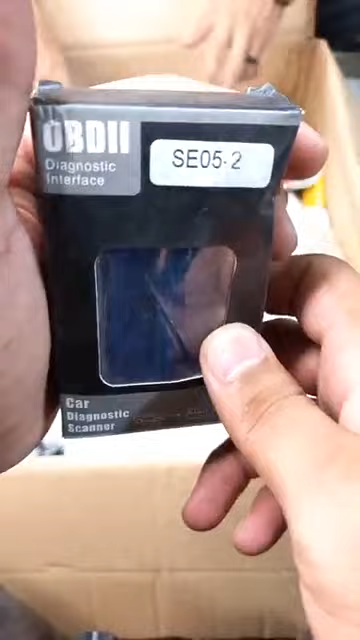 OBDII
Diagnostic
Interface
SE05-2
Car
Diagnostic
Scanner